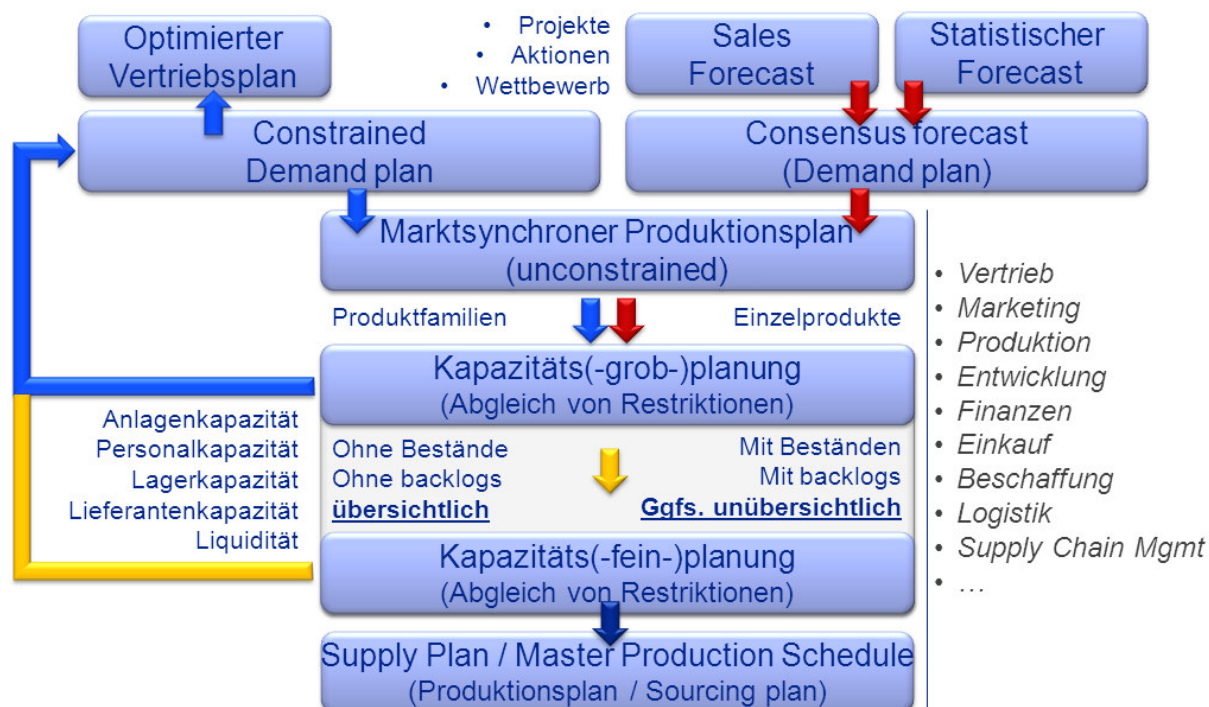 Optimierter
Vertriebsplan
• Projekte
• Aktionen
• Wettbewerb
Sales
Forecast
Statistischer
Forecast
Constrained
Demand plan
Consensus forecast
(Demand plan)
Marktsynchroner Produktionsplan
(unconstrained)
Produktfamilien
Einzelprodukte
Kapazitäts(-grob-)planung
(Abgleich von Restriktionen)
Anlagenkapazität
Personalkapazität
Lagerkapazität
Lieferantenkapazität
Liquidität
Ohne Bestände
Ohne backlogs
übersichtlich
Mit Beständen
Mit backlogs
Ggfs. unübersichtlich
Kapazitäts(-fein-)planung
(Abgleich von Restriktionen)
Supply Plan / Master Production Schedule
(Produktionsplan / Sourcing plan)
• Vertrieb
• Marketing
• Produktion
• Entwicklung
• Finanzen
• Einkauf
• Beschaffung
• Logistik
• Supply Chain Mgmt
• …